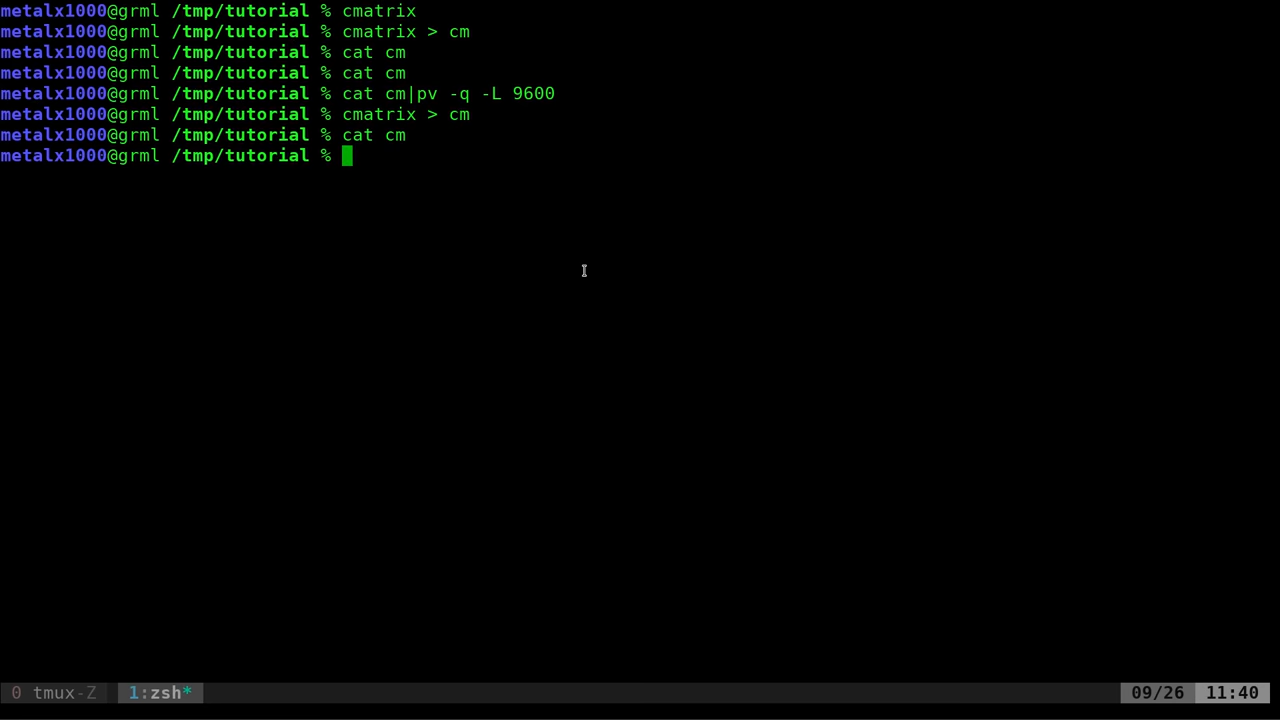 metalx1000@grml /tmp/tutorial % cmatrix
metalx1000@grml /tmp/tutorial % cmatrix > cm
metalx1000@grml /tmp/tutorial % cat cm
metalx1000@grml /tmp/tutorial % cat cm
metalx1000@grml /tmp/tutorial % cat cm|pv -q -L 9600
metalx1000@grml /tmp/tutorial % cmatrix > cm
metalx1000@grml /tmp/tutorial % cat cm
metalx1000@grml /tmp/tutorial %
0 tmux-Z 1:zsh* 09/26 11:40